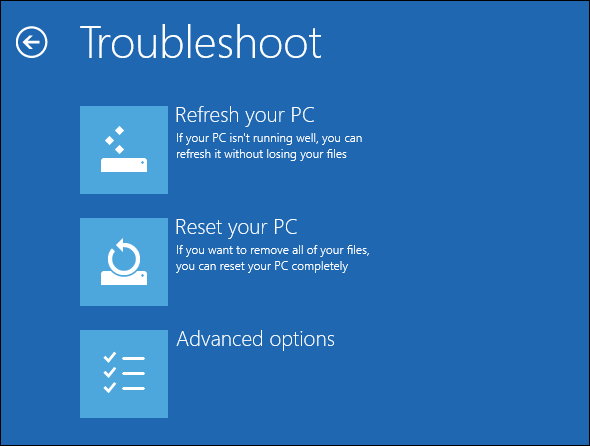 Troubleshoot
Refresh your PC
If your PC isn't running well, you can
refresh it without losing your files
Reset your PC
If you want to remove all of your files,
you can reset your PC completely
Advanced options